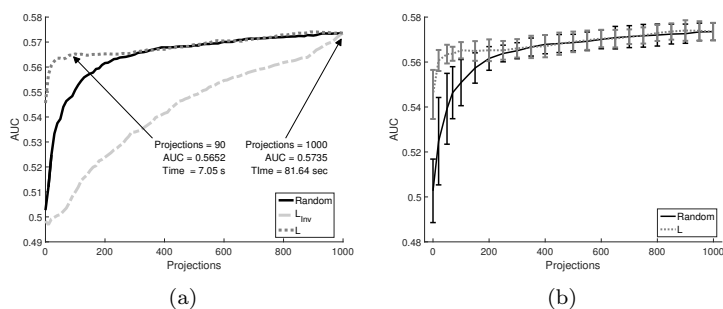 0.58
0.57
0.56
0.55
0.54
0.53
0.52
0.51
0.5
0.49
AUC
Projections = 90
AUC = 0.5652
Time = 7.05 s
Projections = 1000
AUC = 0.5735
TIme = 81.64 sec
Random
L_Inv
L
0 200 400 600 800 1000
Projections
(a)
0.58
0.56
0.54
0.52
0.5
0.48
AUC
Random
L
0 200 400 600 800 1000
Projections
(b)